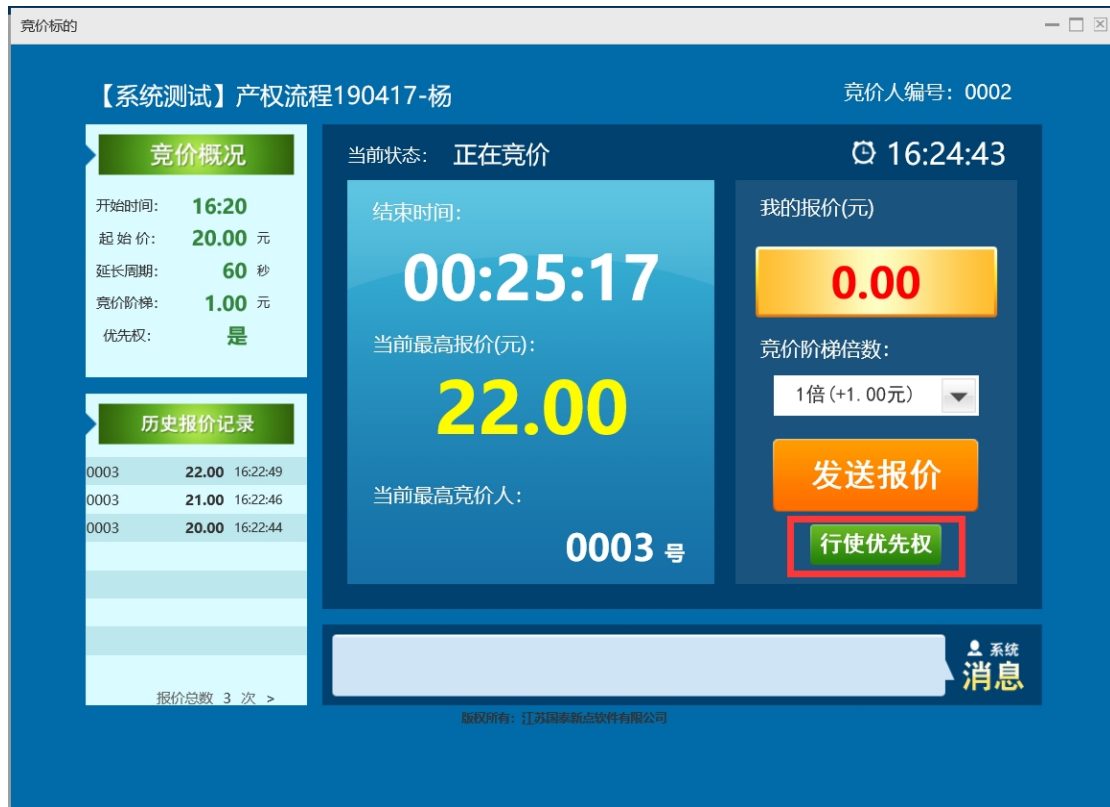 竞价标的
【系统测试】产权流程190417-杨
竞价人编号：0002
竞价概况
开始时间： 16:20
起 始 价： 20.00 元
延长周期： 60 秒
竞价阶梯： 1.00 元
优先权： 是
历史报价记录
0003 22.00 16:22:49
0003 21.00 16:22:46
0003 20.00 16:22:44
报价总数 3 次 >
当前状态： 正在竞价
16:24:43
结束时间：
00:25:17
当前最高报价(元)：
22.00
当前最高竞价人：
0003 号
我的报价(元)
0.00
竞价阶梯倍数：
1倍(+1.00元)
发送报价
行使优先权
系统
消息
版权所有：江苏国泰新点软件有限公司